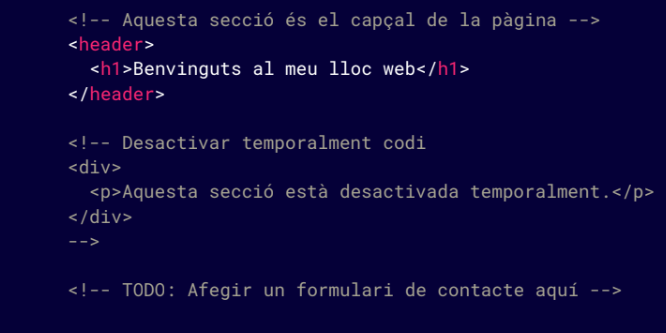 <!-- Aquesta secció és el capçal de la pàgina -->
<header>
  <h1>Benvinguts al meu lloc web</h1>
</header>

<!-- Desactivar temporalment codi
<div>
  <p>Aquesta secció està desactivada temporalment.</p>
</div>
-->

<!-- TODO: Afegir un formulari de contacte aquí -->